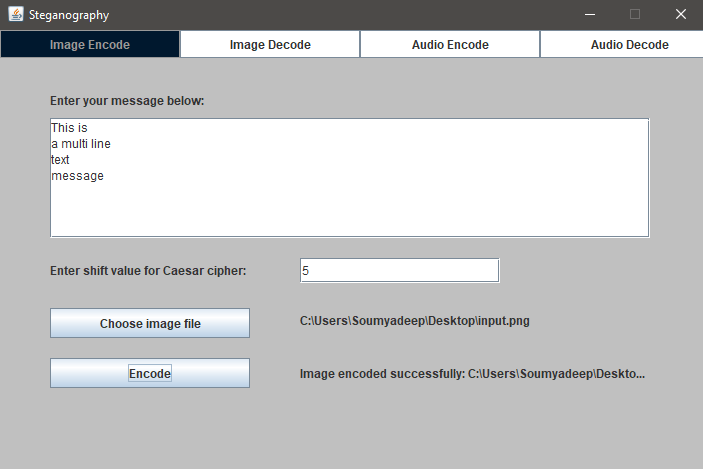 Steganography
Image Encode Image Decode Audio Encode Audio Decode
Enter your message below:
This is
a multi line
text
message
Enter shift value for Caesar cipher: 5
Choose image file C:\Users\Soumyadeep\Desktop\input.png
Encode Image encoded successfully: C:\Users\Soumyadeep\Deskto...